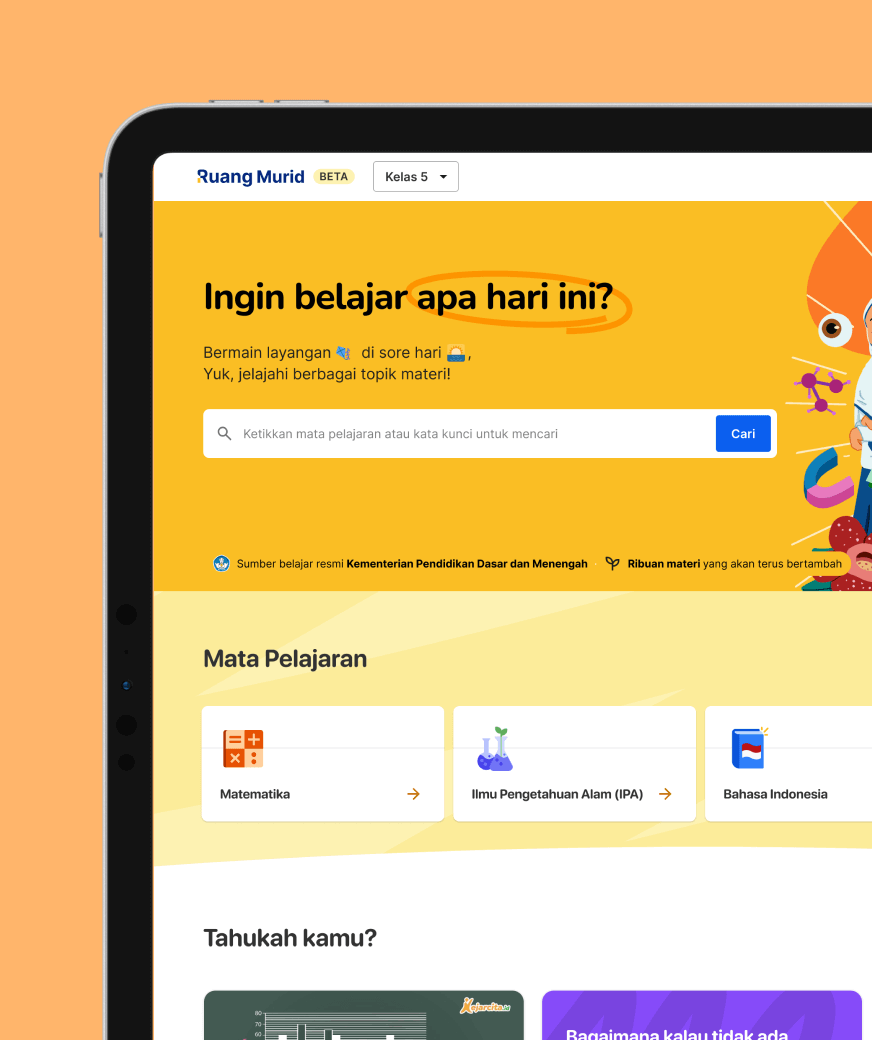 Ruang Murid BETA Kelas 5
Ingin belajar apa hari ini?
Bermain layangan di sore hari ,
Yuk, jelajahi berbagai topik materi!
Ketikkan mata pelajaran atau kata kunci untuk mencari Cari
Sumber belajar resmi Kementerian Pendidikan Dasar dan Menengah · Ribuan materi yang akan terus bertambah
Mata Pelajaran
Matematika
Ilmu Pengetahuan Alam (IPA)
Bahasa Indonesia
Tahukah kamu?
Kejarcita.id
80
70
60
Bagaimana kalau tidak ada